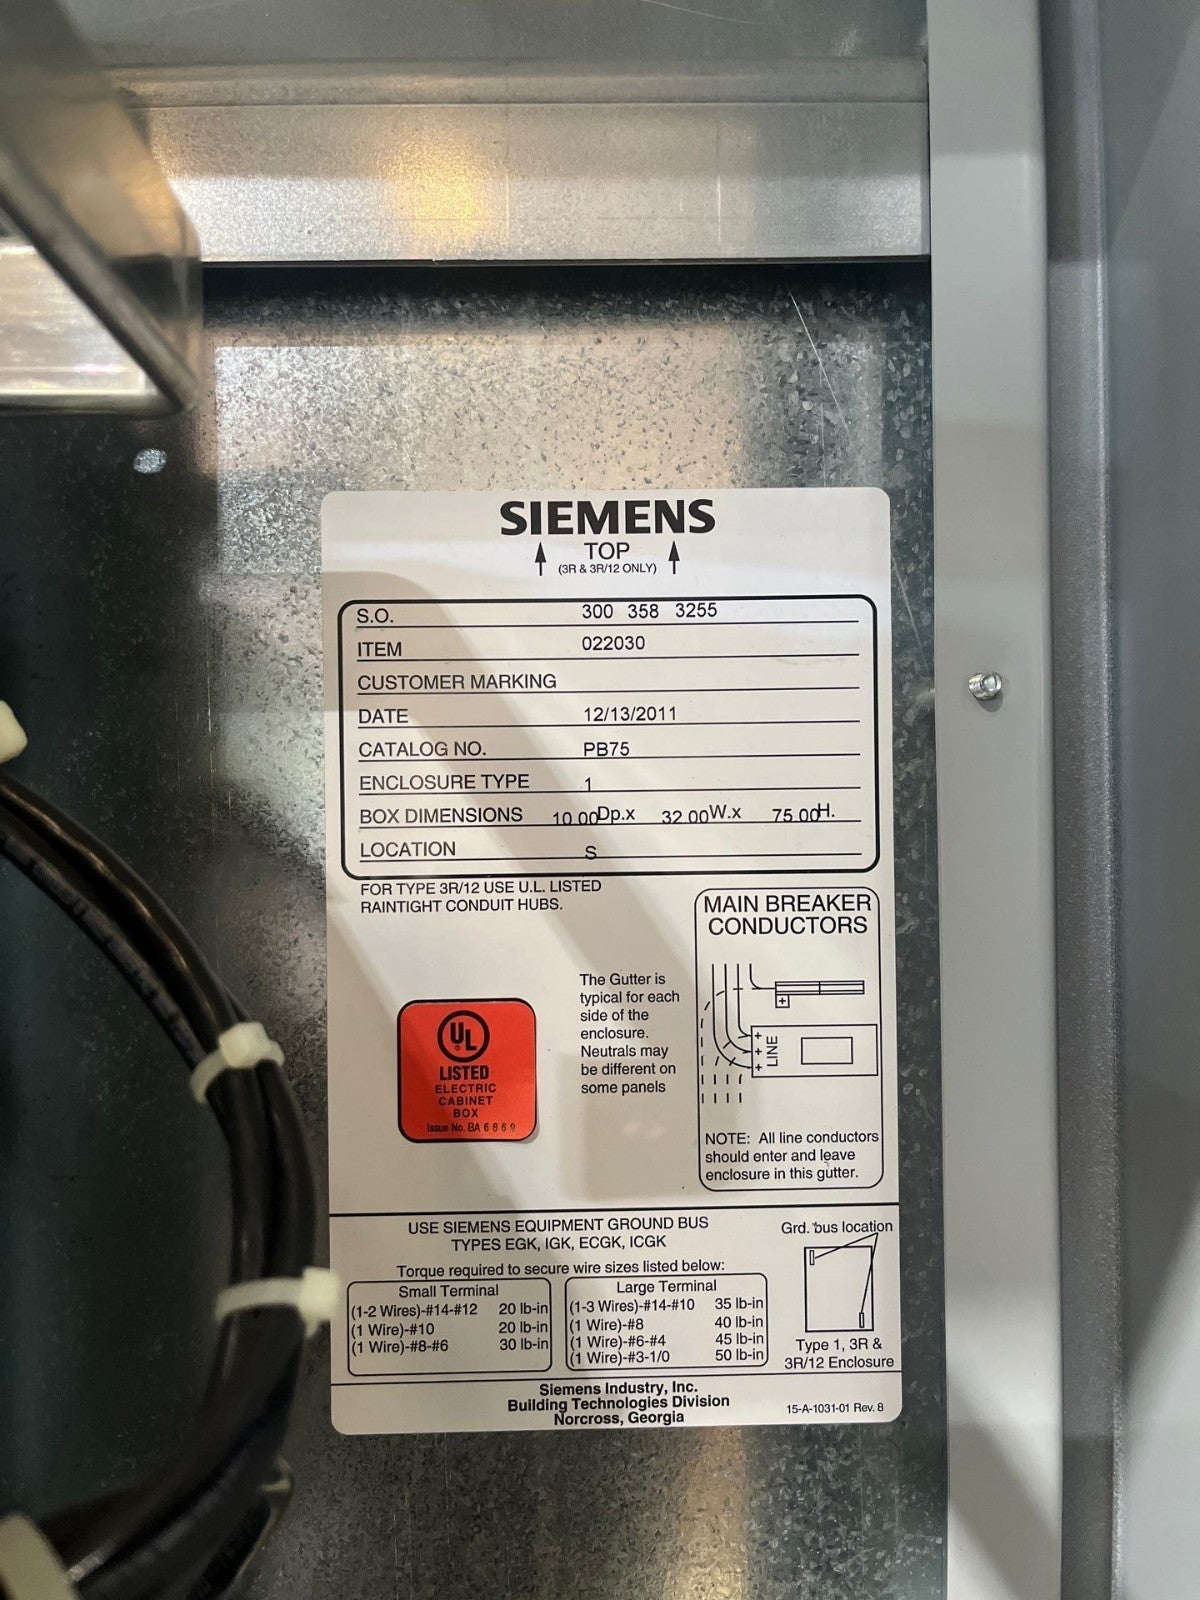 SIEMENS
TOP
(3R & 3R/12 ONLY)
S.O. 300 358 3255
ITEM 022030
CUSTOMER MARKING
DATE 12/13/2011
CATALOG NO. PB75
ENCLOSURE TYPE 1
BOX DIMENSIONS 10.00Dp.x 32.00W.x 75.00H.
LOCATION S
FOR TYPE 3R/12 USE U.L. LISTED
RAINTIGHT CONDUIT HUBS.
UL
®
LISTED
ELECTRIC
CABINET
BOX
Issue No. BA 6869
The Gutter is
typical for each
side of the
enclosure.
Neutrals may
be different on
some panels
MAIN BREAKER
CONDUCTORS
LINE
NOTE: All line conductors
should enter and leave
enclosure in this gutter.
USE SIEMENS EQUIPMENT GROUND BUS
TYPES EGK, IGK, ECGK, ICGK
Torque required to secure wire sizes listed below:
Small Terminal
(1-2 Wires)-#14-#12 20 lb-in
(1 Wire)-#10 20 lb-in
(1 Wire)-#8-#6 30 lb-in
Large Terminal
(1-3 Wires)-#14-#10 35 lb-in
(1 Wire)-#8 40 lb-in
(1 Wire)-#6-#4 45 lb-in
(1 Wire)-#3-1/0 50 lb-in
Grd. bus location
Type 1, 3R &
3R/12 Enclosure
Siemens Industry, Inc.
Building Technologies Division
Norcross, Georgia
15-A-1031-01 Rev. 8